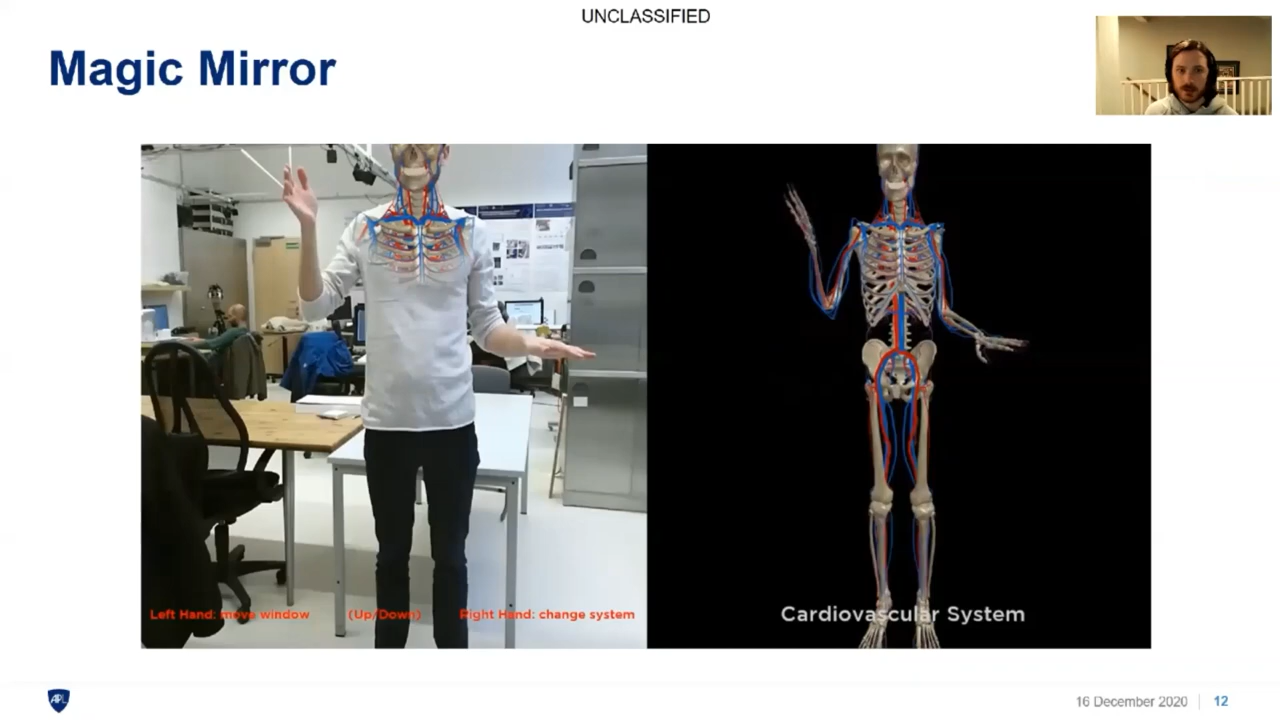 UNCLASSIFIED
Magic Mirror
Left Hand: move window (Up/Down) Right Hand: change system
Cardiovascular System
APL
16 December 2020 12